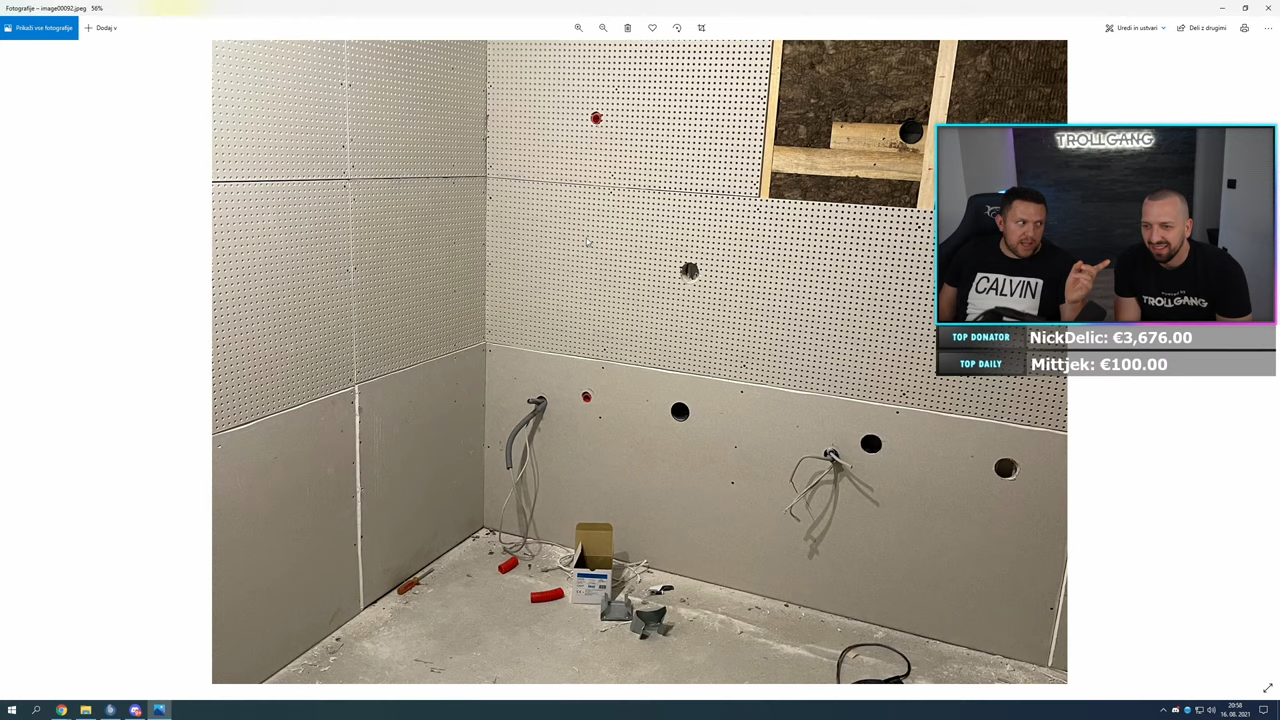 Fotografije – image00092.jpeg 56%
Prikaži vse fotografije
Dodaj v
Uredi in ustvari
Deli z drugimi
TROLLGANG
CALVIN
TROLLGANG
TOP DONATOR NickDelic: €3,676.00
TOP DAILY Mittjek: €100.00
20:58
16. 08. 2021